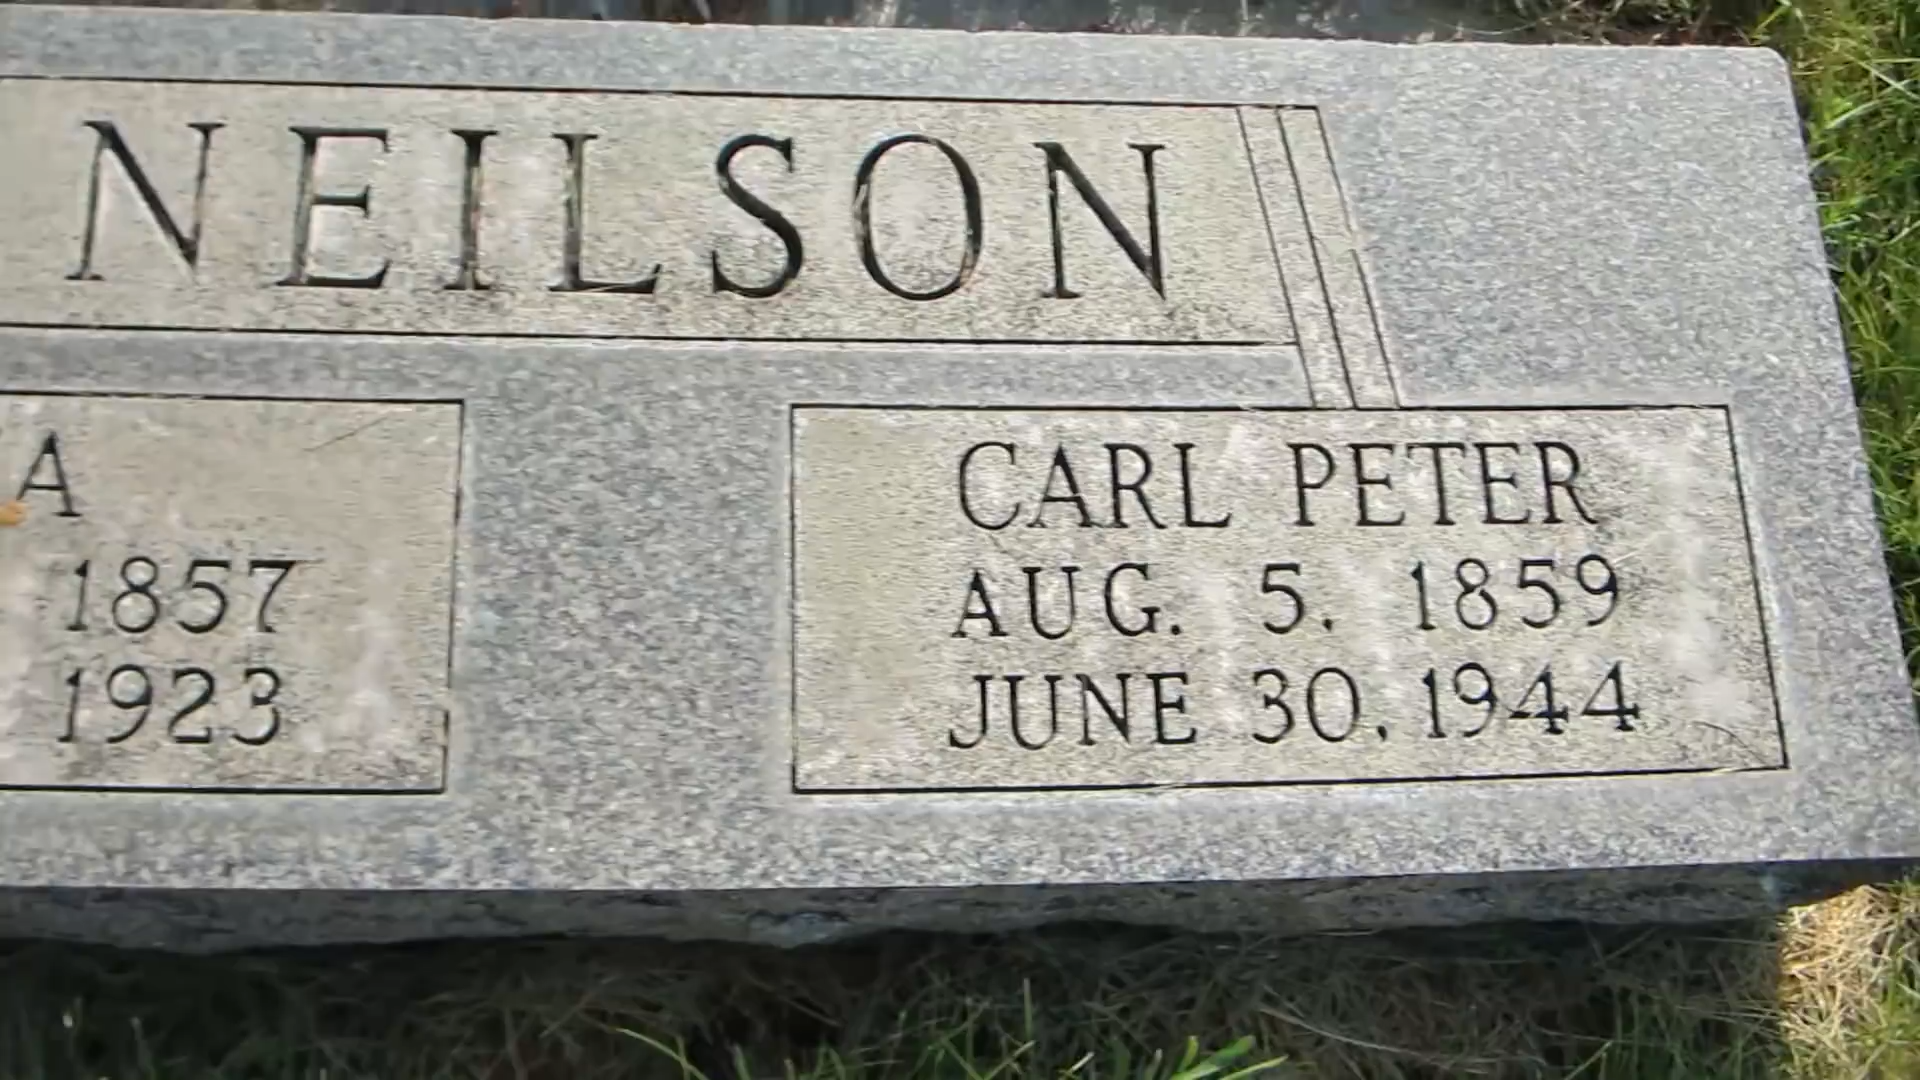 NEILSON
A
1857
1923
CARL PETER
AUG. 5. 1859
JUNE 30. 1944